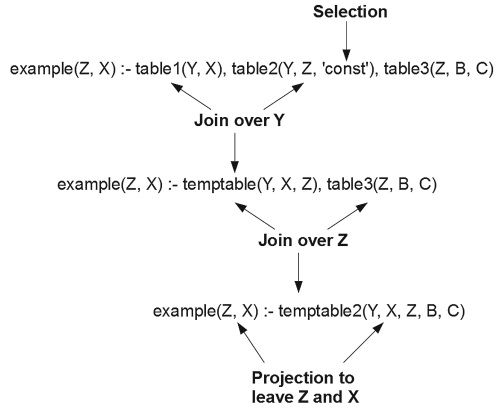 Selection
example(Z, X) :- table1(Y, X), table2(Y, Z, 'const'), table3(Z, B, C)
Join over Y
example(Z, X) :- temptable(Y, X, Z), table3(Z, B, C)
Join over Z
example(Z, X) :- temptable2(Y, X, Z, B, C)
Projection to
leave Z and X